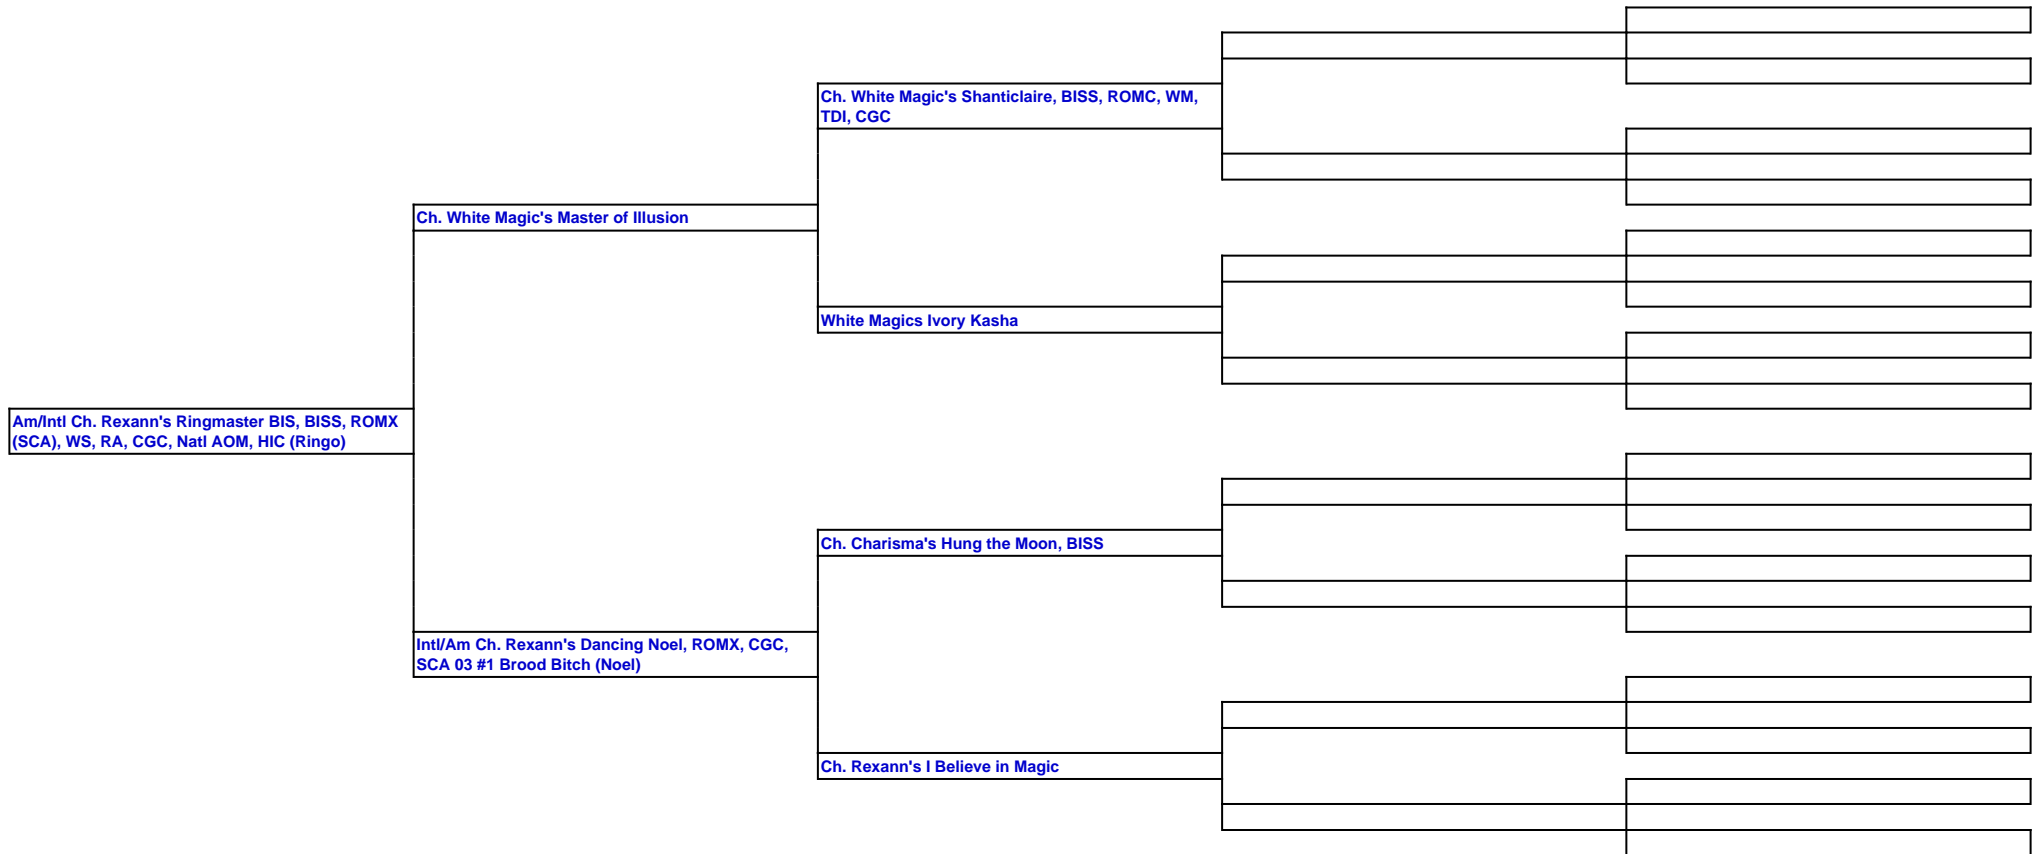 Ch. White Magic's Shanticlaire, BISS, ROMC, WM,
TDI, CGC
Ch. White Magic's Master of Illusion
White Magics Ivory Kasha
Am/Intl Ch. Rexann's Ringmaster BIS, BISS, ROMX
(SCA), WS, RA, CGC, Natl AOM, HIC (Ringo)
Ch. Charisma's Hung the Moon, BISS
Intl/Am Ch. Rexann's Dancing Noel, ROMX, CGC,
SCA 03 #1 Brood Bitch (Noel)
Ch. Rexann's I Believe in Magic